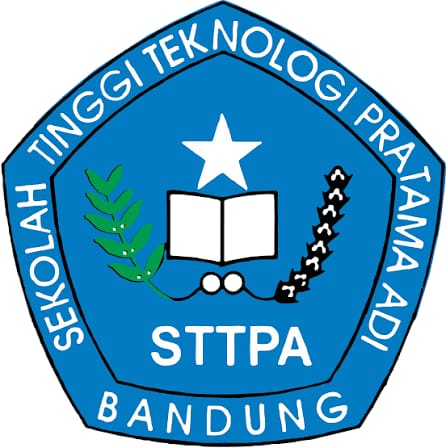 SEKOLAH TINGGI TEKNOLOGI PRATAMA ADI
STTPA
BANDUNG